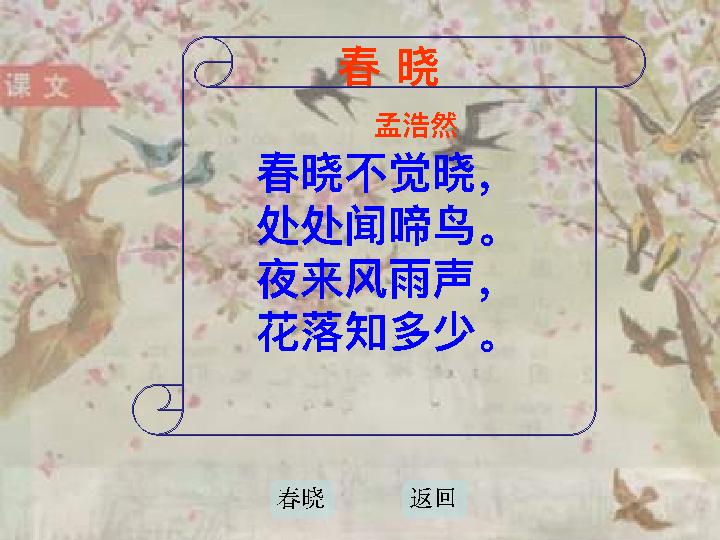 课文
春 晓
孟浩然
春晓不觉晓，
处处闻啼鸟。
夜来风雨声，
花落知多少。
春晓
返回